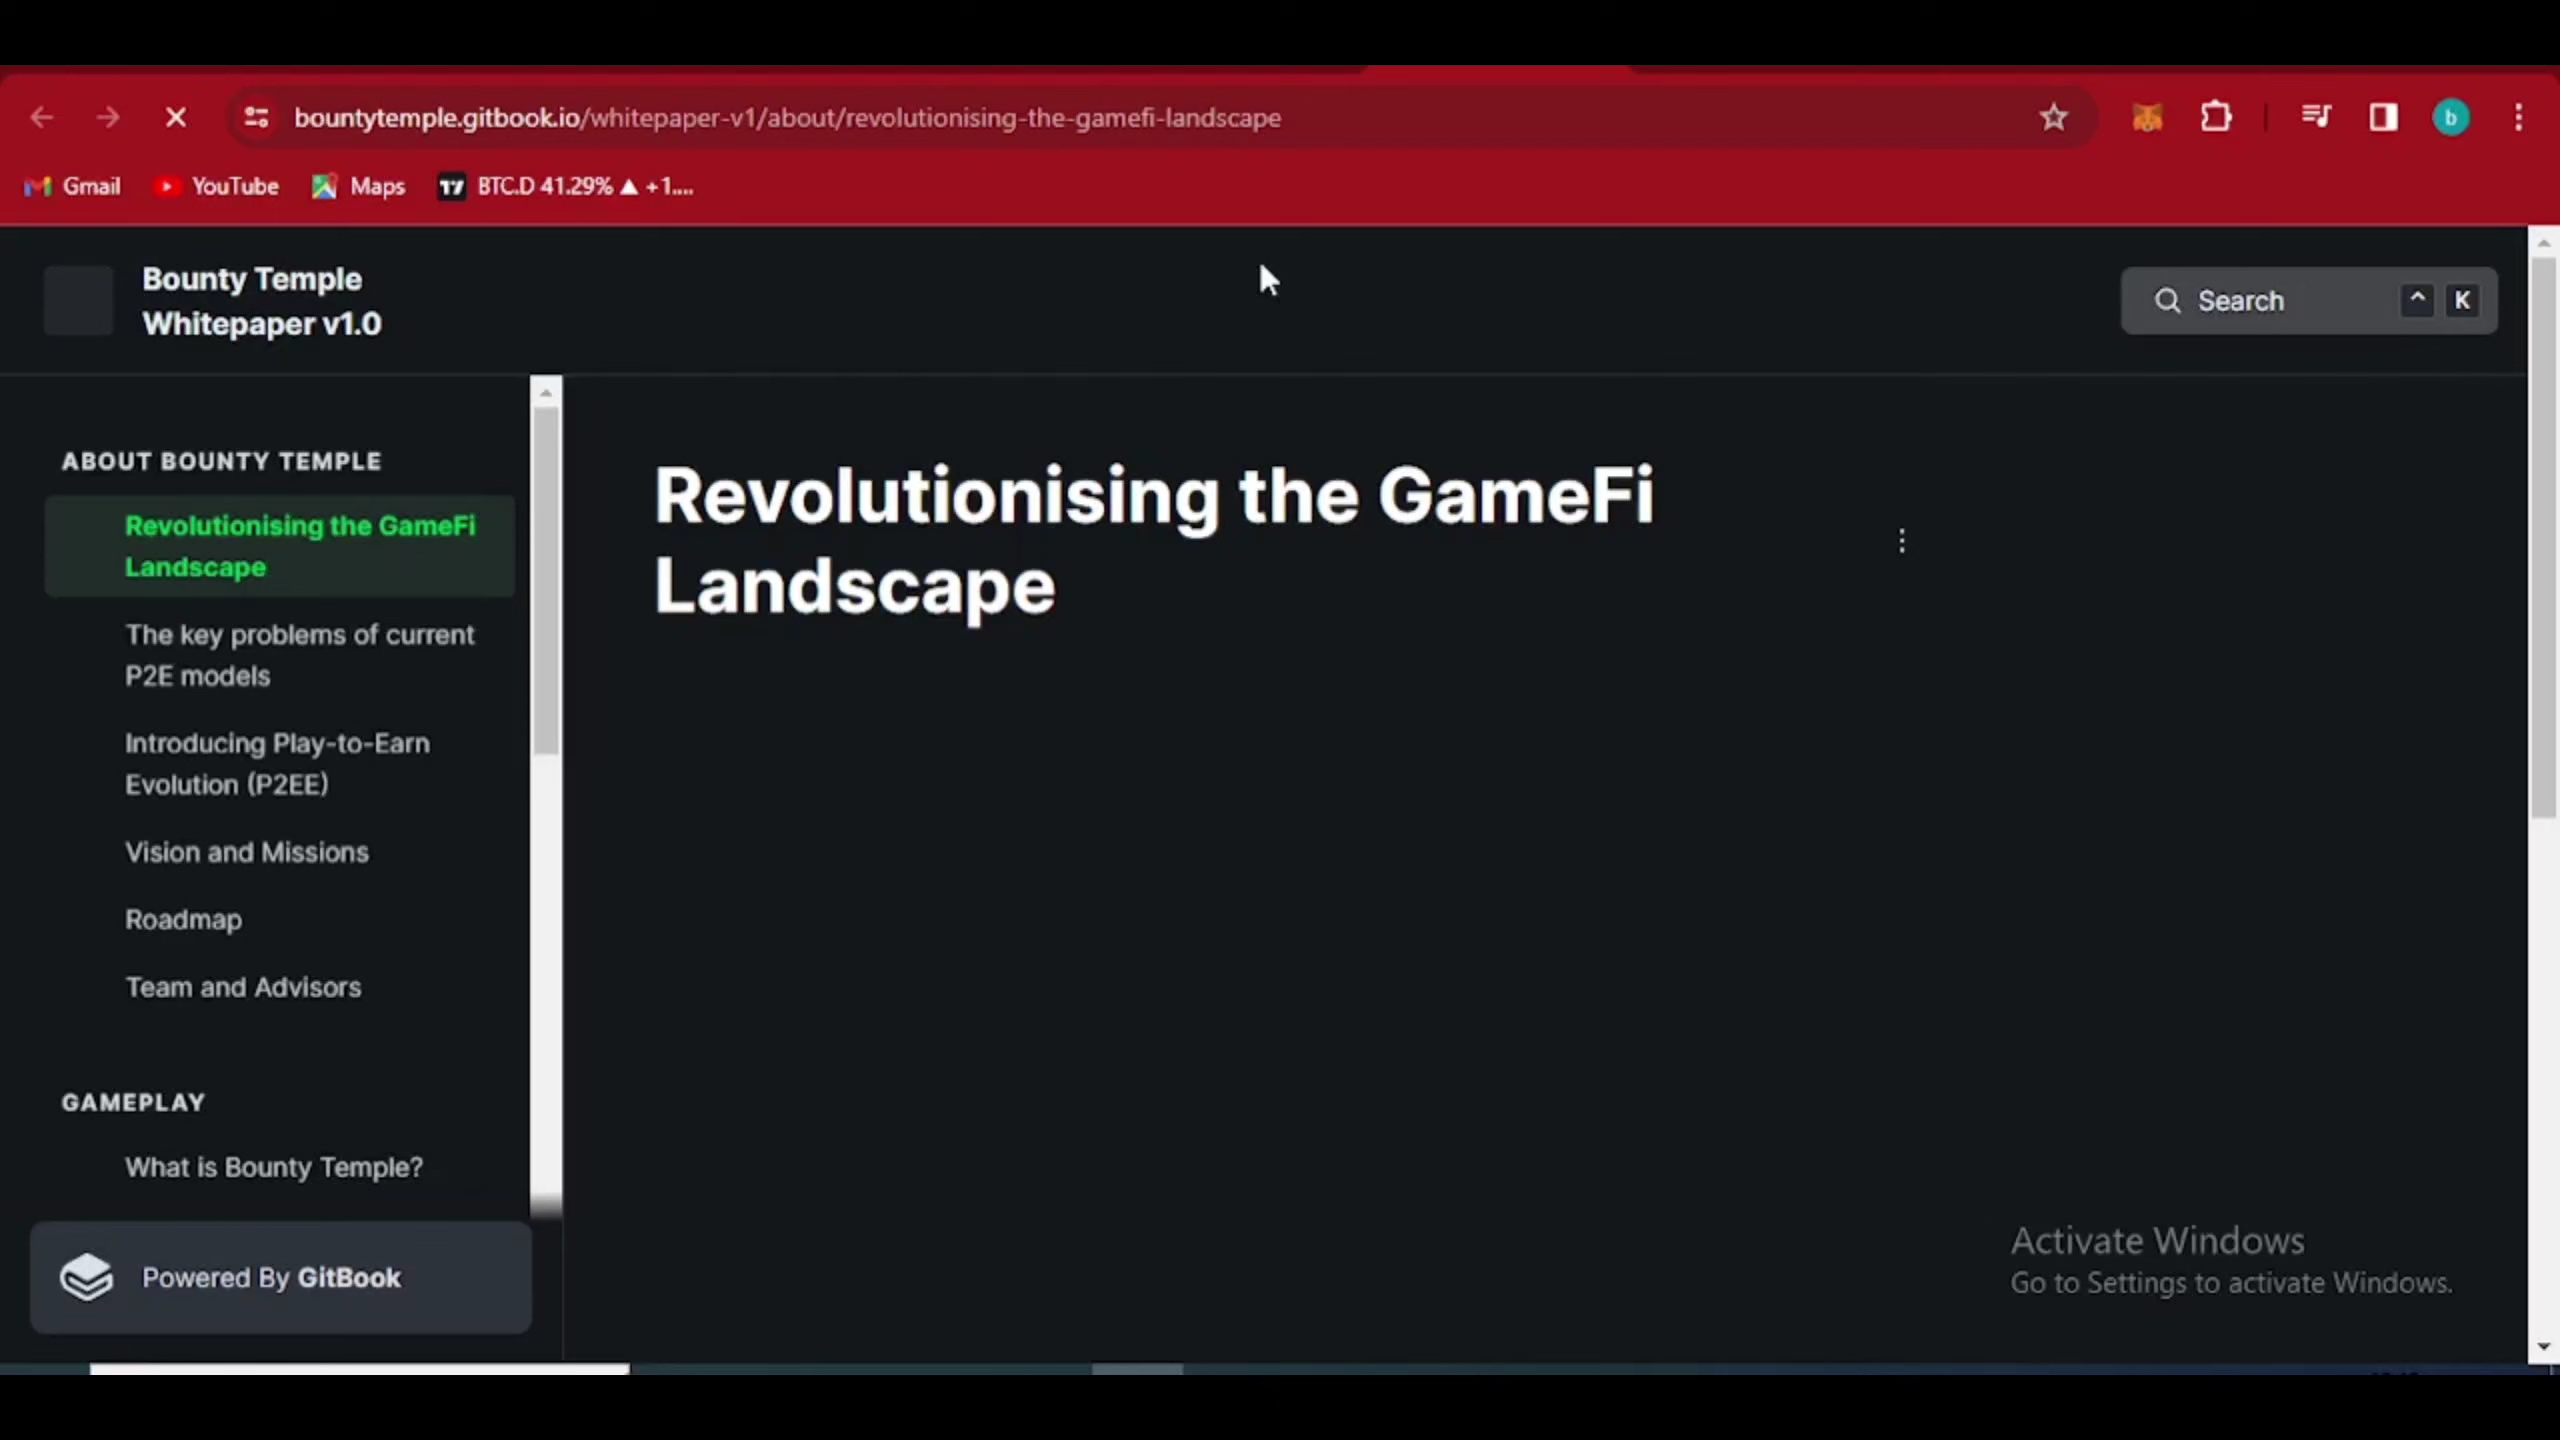 bountytemple.gitbook.io/whitepaper-v1/about/revolutionising-the-gamefi-landscape
b
Gmail
YouTube
Maps
BTC.D 41.29% ▲ +1....
Bounty Temple
Whitepaper v1.0
Search
^ K
ABOUT BOUNTY TEMPLE
Revolutionising the GameFi
Landscape
The key problems of current
P2E models
Introducing Play-to-Earn
Evolution (P2EE)
Vision and Missions
Roadmap
Team and Advisors
GAMEPLAY
What is Bounty Temple?
Powered By GitBook
Revolutionising the GameFi
Landscape
Activate Windows
Go to Settings to activate Windows.